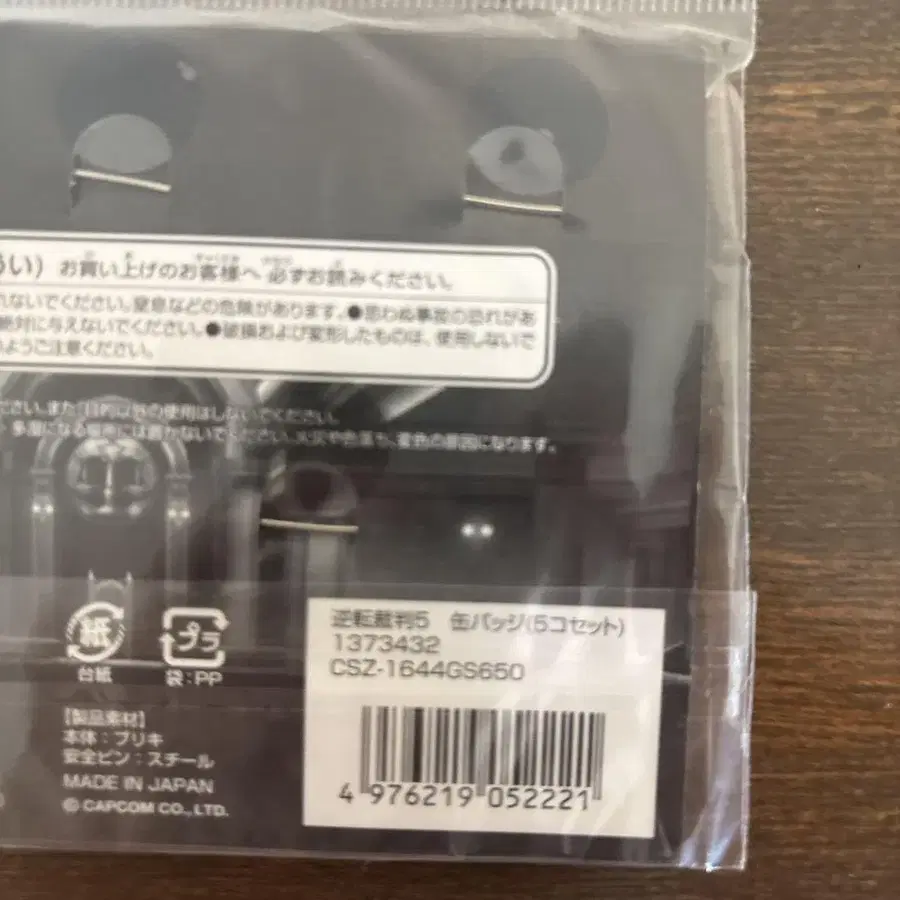 うい) お買い上げのお客様へ 必ずお読みください。
れないでください。窒息などの危険があります。●思わぬ事故の恐れがあ
絶対に与えないでください。●破損および変形したものは、使用しないで
ようご注意ください。
ださい。また、目的以外の使用はしないでください。
多湿になる場所には置かないでください。火災や色落ち、変色の原因になります。
紙
台紙
プラ
袋:PP
【製品素材】
本体:ブリキ
安全ピン:スチール
MADE IN JAPAN
© CAPCOM CO., LTD.
逆転裁判5 缶バッジ(5コセット)
1373432
CSZ-1644GS650
4 976219 052221